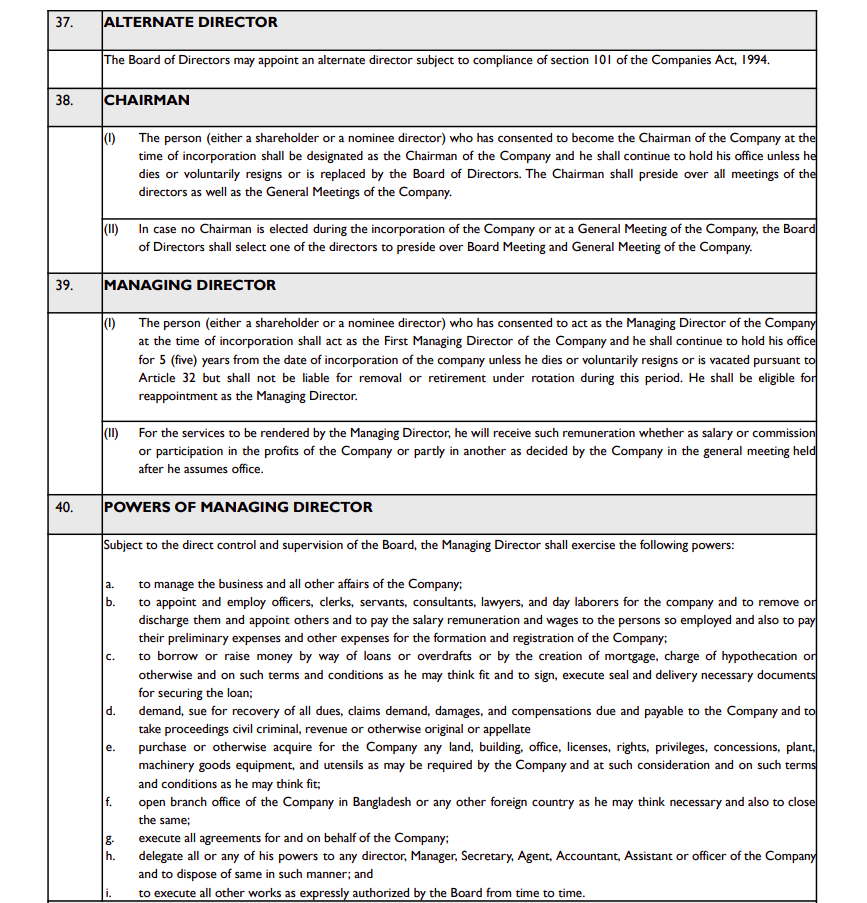 37. ALTERNATE DIRECTOR
The Board of Directors may appoint an alternate director subject to compliance of section 101 of the Companies Act, 1994.
38. CHAIRMAN
(I) The person (either a shareholder or a nominee director) who has consented to become the Chairman of the Company at the
time of incorporation shall be designated as the Chairman of the Company and he shall continue to hold his office unless he
dies or voluntarily resigns or is replaced by the Board of Directors. The Chairman shall preside over all meetings of the
directors as well as the General Meetings of the Company.
(II) In case no Chairman is elected during the incorporation of the Company or at a General Meeting of the Company, the Board
of Directors shall select one of the directors to preside over Board Meeting and General Meeting of the Company.
39. MANAGING DIRECTOR
(I) The person (either a shareholder or a nominee director) who has consented to act as the Managing Director of the Company
at the time of incorporation shall act as the First Managing Director of the Company and he shall continue to hold his office
for 5 (five) years from the date of incorporation of the company unless he dies or voluntarily resigns or is vacated pursuant to
Article 32 but shall not be liable for removal or retirement under rotation during this period. He shall be eligible for
reappointment as the Managing Director.
(II) For the services to be rendered by the Managing Director, he will receive such remuneration whether as salary or commission
or participation in the profits of the Company or partly in another as decided by the Company in the general meeting held
after he assumes office.
40. POWERS OF MANAGING DIRECTOR
Subject to the direct control and supervision of the Board, the Managing Director shall exercise the following powers:
a. to manage the business and all other affairs of the Company;
b. to appoint and employ officers, clerks, servants, consultants, lawyers, and day laborers for the company and to remove or
discharge them and appoint others and to pay the salary remuneration and wages to the persons so employed and also to pay
their preliminary expenses and other expenses for the formation and registration of the Company;
c. to borrow or raise money by way of loans or overdrafts or by the creation of mortgage, charge of hypothecation or
otherwise and on such terms and conditions as he may think fit and to sign, execute seal and delivery necessary documents
for securing the loan;
d. demand, sue for recovery of all dues, claims demand, damages, and compensations due and payable to the Company and to
take proceedings civil criminal, revenue or otherwise original or appellate
e. purchase or otherwise acquire for the Company any land, building, office, licenses, rights, privileges, concessions, plant,
machinery goods equipment, and utensils as may be required by the Company and at such consideration and on such terms
and conditions as he may think fit;
f. open branch office of the Company in Bangladesh or any other foreign country as he may think necessary and also to close
the same;
g. execute all agreements for and on behalf of the Company;
h. delegate all or any of his powers to any director, Manager, Secretary, Agent, Accountant, Assistant or officer of the Company
and to dispose of same in such manner; and
i. to execute all other works as expressly authorized by the Board from time to time.